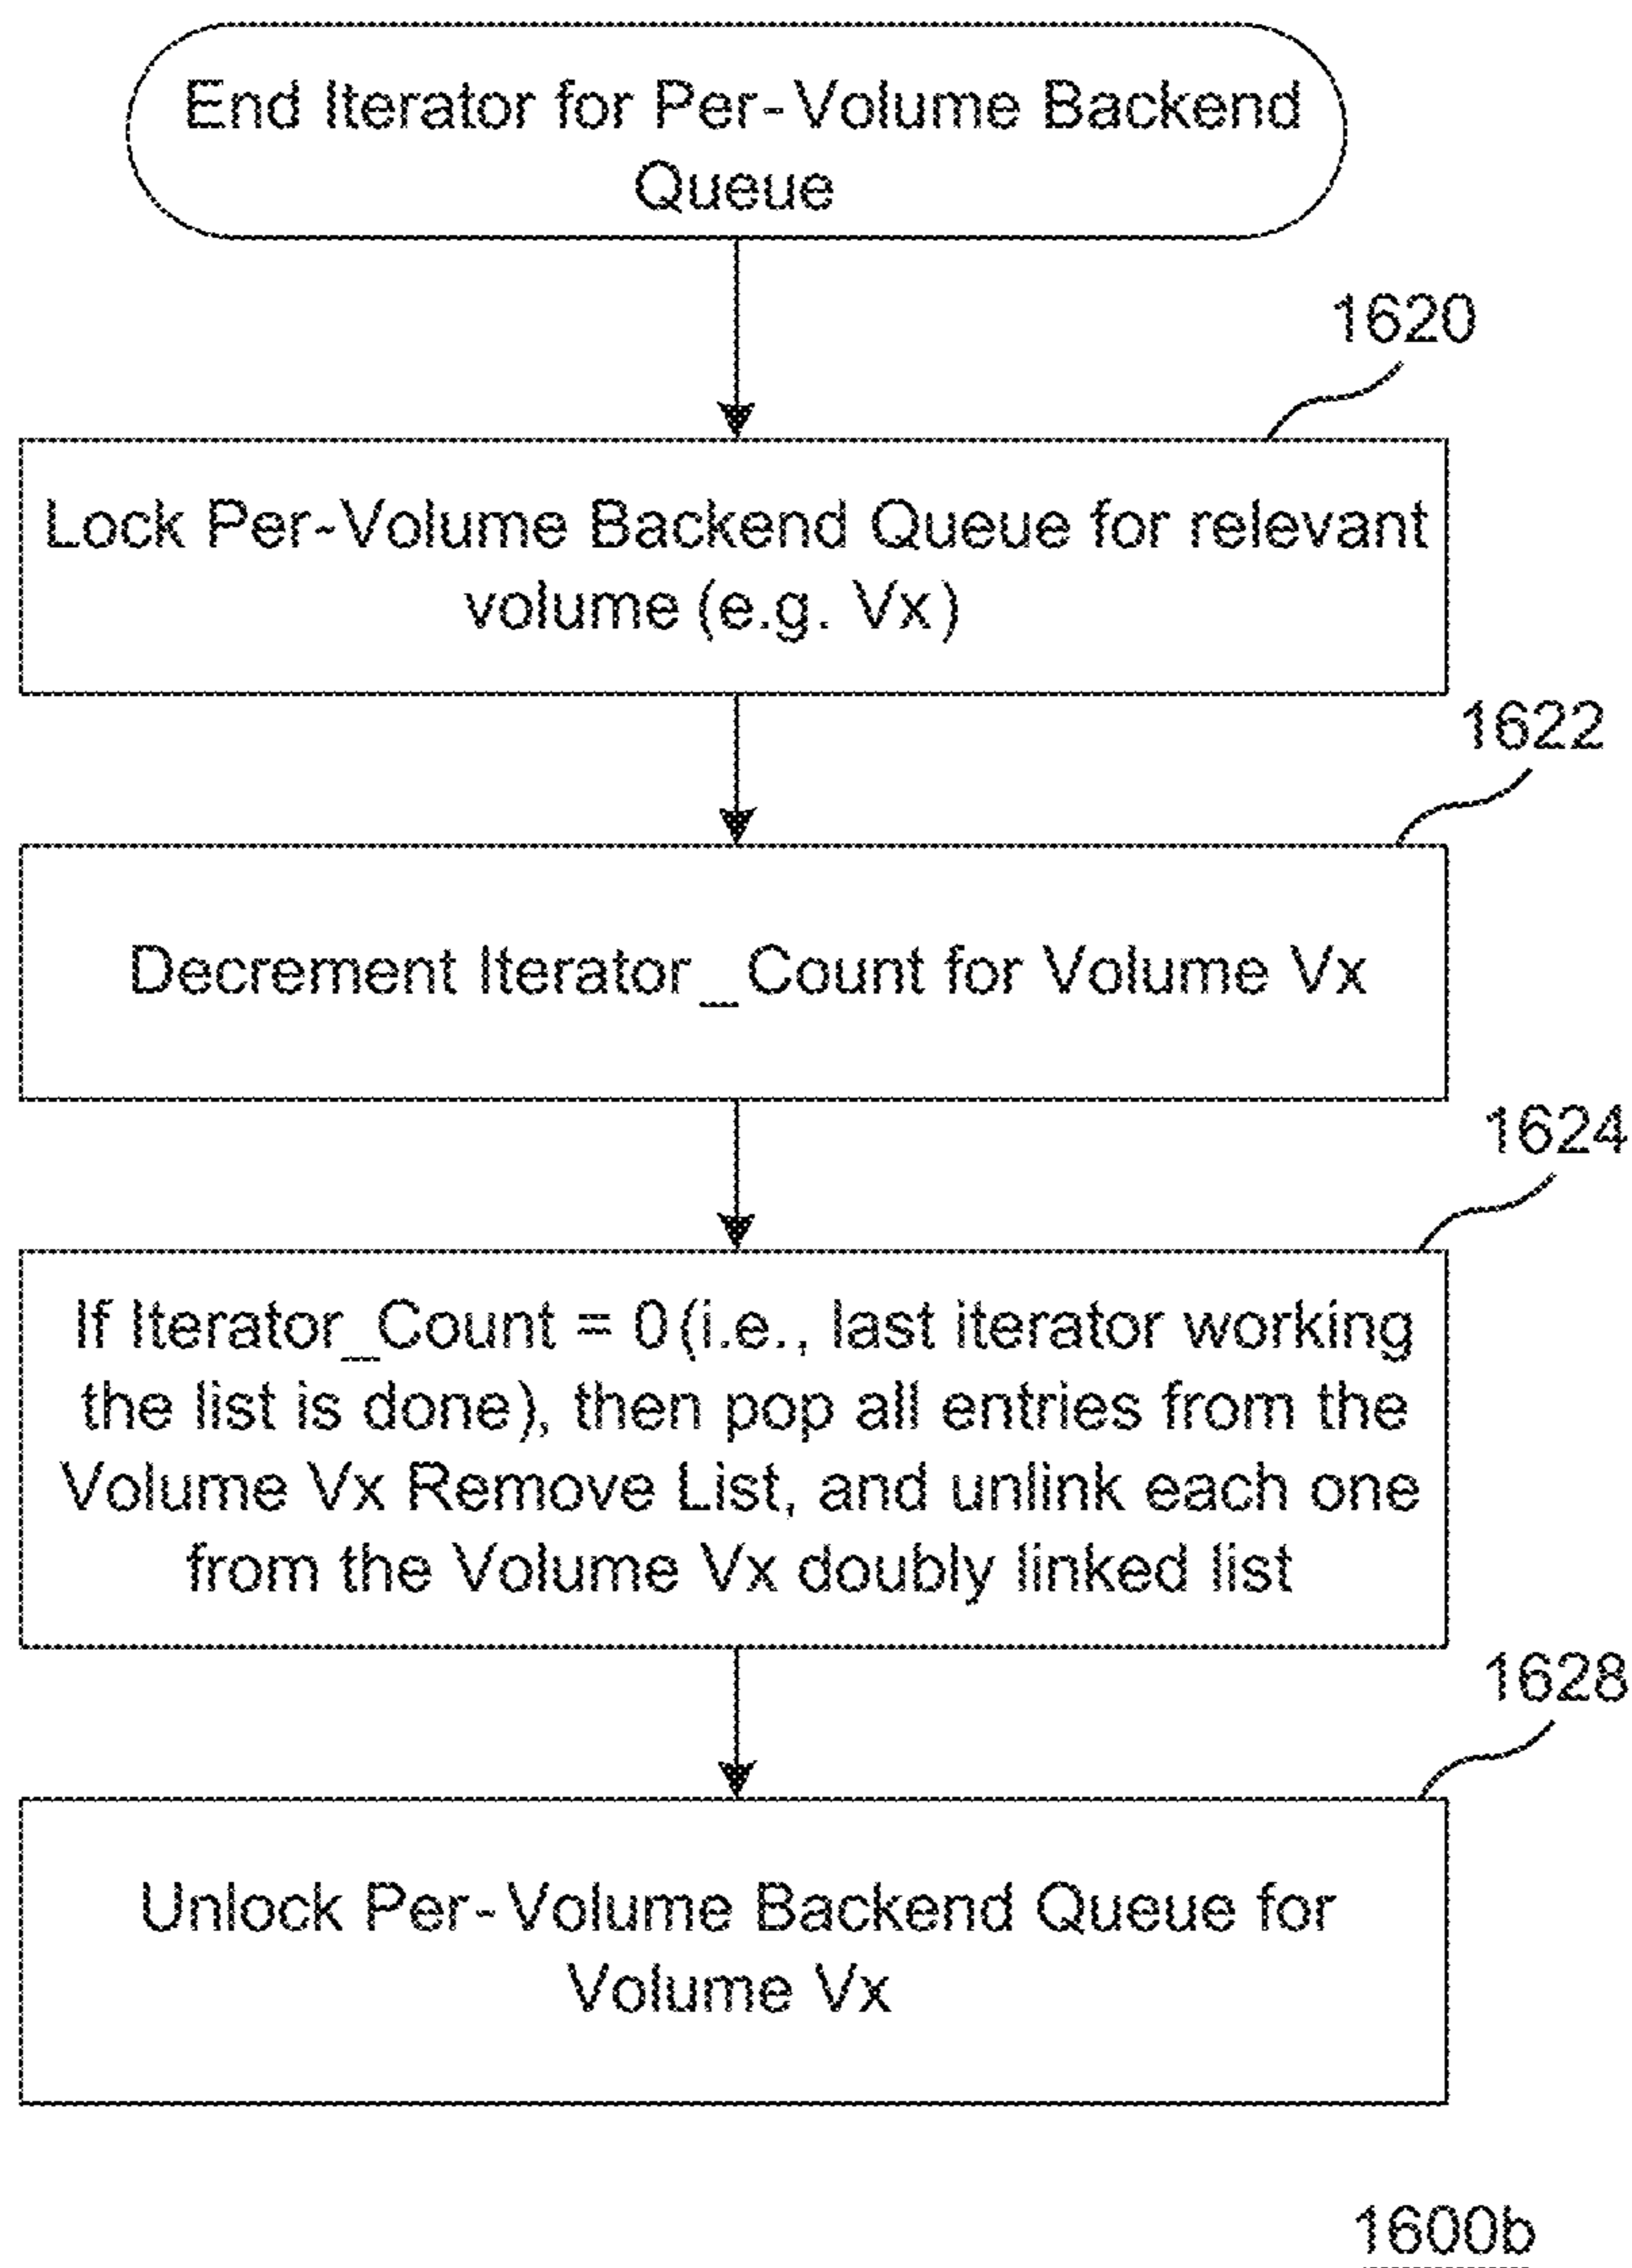 End Iterator for Per-Volume Backend
Queue
1620
Lock Per-Volume Backend Queue for relevant
volume (e.g. Vx)
1622
Decrement Iterator_Count for Volume Vx
1624
If Iterator_Count = 0 (i.e., last iterator working
the list is done), then pop all entries from the
Volume Vx Remove List, and unlink each one
from the Volume Vx doubly linked list
1628
Unlock Per-Volume Backend Queue for
Volume Vx
1600b